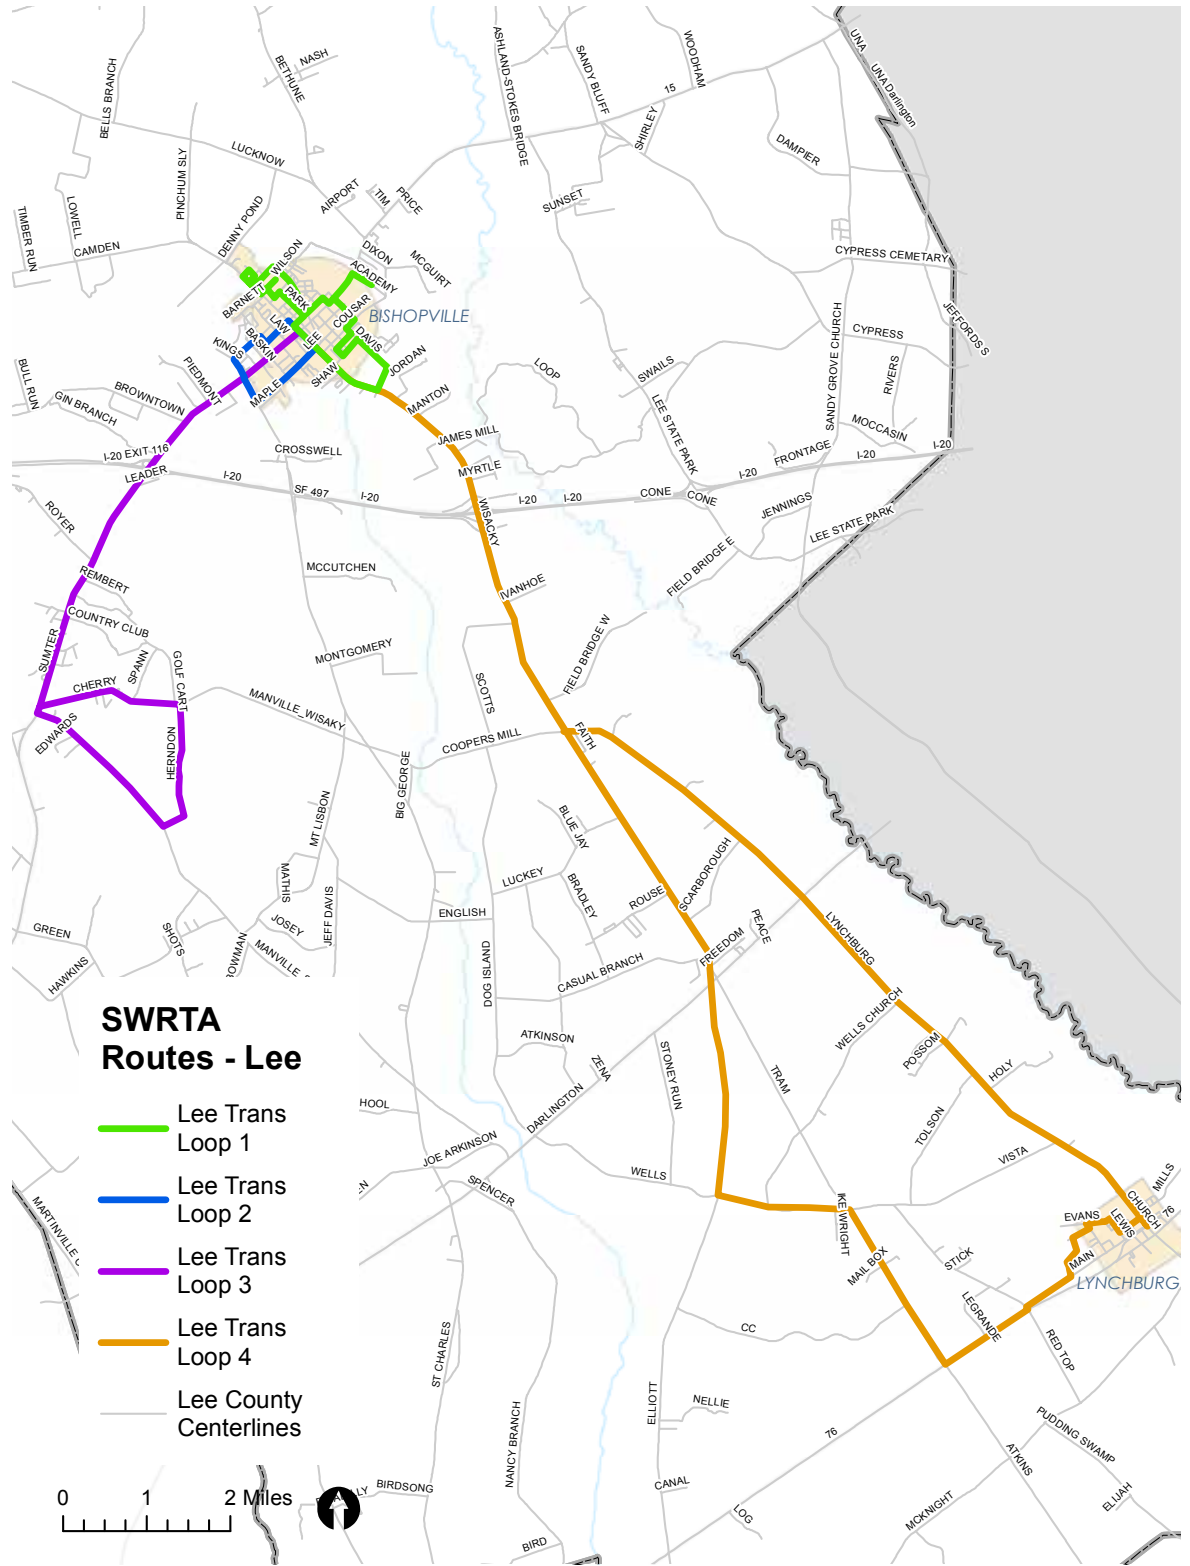 UNA
UNA Darlington
ASHLAND-STOKES BRIDGE
SANDY BLUFF
WOODHAM
BETHUNE
NASH
BELLS BRANCH
15
SHIRLEY
DAMPIER
LUCKNOW
PINCHUM SLY
AIRPORT
TIM
PRICE
SUNSET
TIMBER RUN
LOWELL
CAMDEN
DENNY POND
WILSON
DIXON
MCGUIRT
ACADEMY
CYPRESS CEMETARY
BARNETT
PARK
COUSAR
BISHOPVILLE
JEFFORDS S
LAW
LEE
DAVIS
CYPRESS
KINGS
BASKIN
SHAW
JORDAN
LOOP
SWAILS
SANDY GROVE CHURCH
RIVERS
BULL RUN
PIEDMONT
BROWNTOWN
GIN BRANCH
MAPLE
MANTON
LEE STATE PARK
MOCCASIN
JAMES MILL
CROSSWELL
I-20 EXIT 116
LEADER
MYRTLE
FRONTAGE
I-20
I-20
I-20
I-20
SF 497
I-20
I-20
I-20
CONE
CONE
JENNINGS
WISACKY
ROYER
LEE STATE PARK
FIELD BRIDGE E
REMBERT
MCCUTCHEN
IVANHOE
COUNTRY CLUB
SUMTER
SPANN
GOLF CART
MONTGOMERY
FIELD BRIDGE W
CHERRY
SCOTTS
MANVILLE_WISAKY
EDWARDS
HERNDON
COOPERS MILL
FAITH
BIG GEORGE
MT LISBON
BLUE JAY
SCARBOROUGH
MATHIS
LUCKEY
BRADLEY
ROUSE
JEFF DAVIS
JOSEY
ENGLISH
PEACE
LYNCHBURG
GREEN
SHOTS
BOWMAN
MANVILLE
FREEDOM
HAWKINS
DOG ISLAND
CASUAL BRANCH
WELLS CHURCH
SWRTA
Routes - Lee
ATKINSON
ZENA
STONEY RUN
POSSOM
HOLY
TRAM
Lee Trans
Loop 1
HOOL
DARLINGTON
TOLSON
JOE ARKINSON
VISTA
WELLS
Lee Trans
Loop 2
SPENCER
MILLS
CHURCH
MARTINVILLE
KE WRIGHT
EVANS
LEWIS
76
Lee Trans
Loop 3
MAIL BOX
STICK
MAIN
LYNCHBURG
LEGRANDE
Lee Trans
Loop 4
CC
RED TOP
ST CHARLES
Lee County
Centerlines
ELLIOTT
NELLIE
NANCY BRANCH
76
PUDDING SWAMP
ATKINS
BIRDSONG
CANAL
ELIJAH
0 1 2 Miles
LOG
MCKNIGHT
BIRD